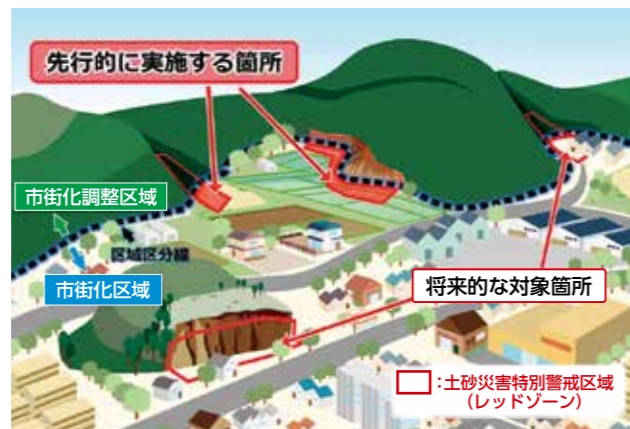 先行的に実施する箇所
市街化調整区域
区域区分線
市街化区域
将来的な対象箇所
:土砂災害特別警戒区域
(レッドゾーン)